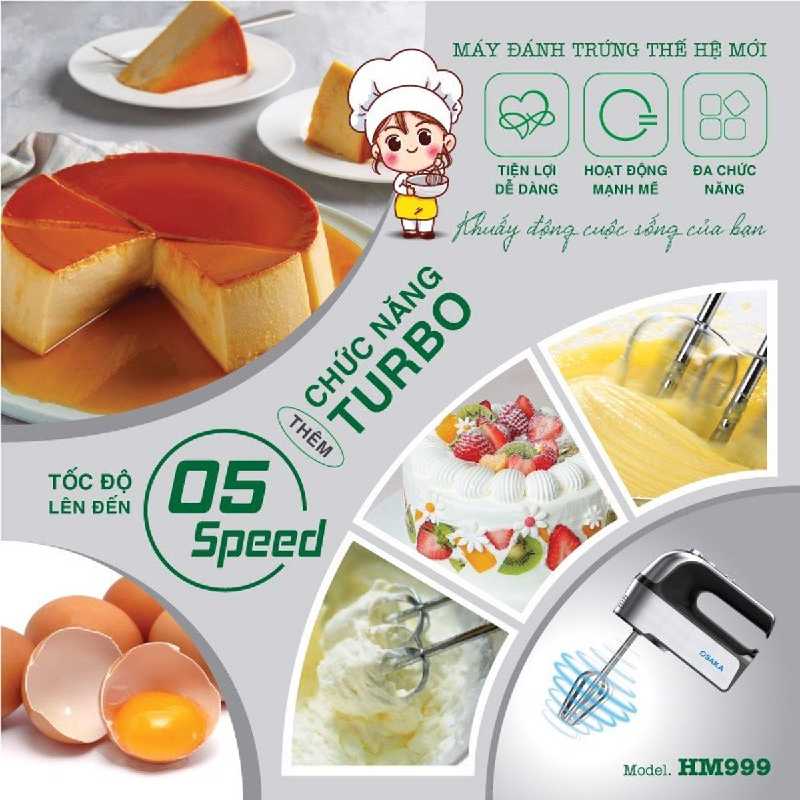 MÁY ĐÁNH TRỨNG THẾ HỆ MỚI
TIỆN LỢI
DỄ DÀNG
HOẠT ĐỘNG
MẠNH MẼ
ĐA CHỨC
NĂNG
Khuấy động cuộc sống của bạn
THÊM
CHỨC NĂNG
TURBO
TỐC ĐỘ
LÊN ĐẾN
05
Speed
OSAKA
Model. HM999